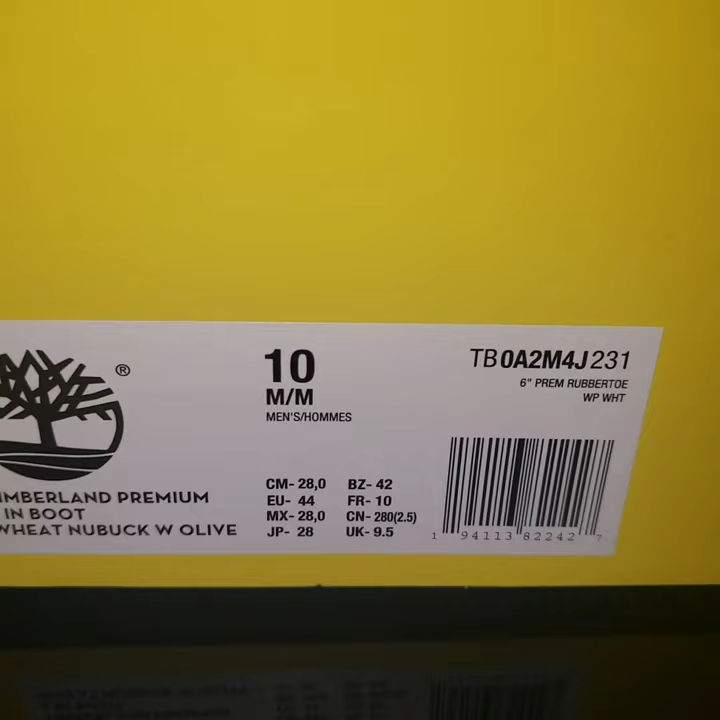 ®
IMBERLAND PREMIUM
IN BOOT
WHEAT NUBUCK W OLIVE
10
M/M
MEN'S/HOMMES
CM- 28,0 BZ- 42
EU- 44 FR- 10
MX- 28,0 CN- 280(2.5)
JP- 28 UK- 9.5
TB0A2M4J231
6" PREM RUBBERTOE
WP WHT
1 94113 82242 7